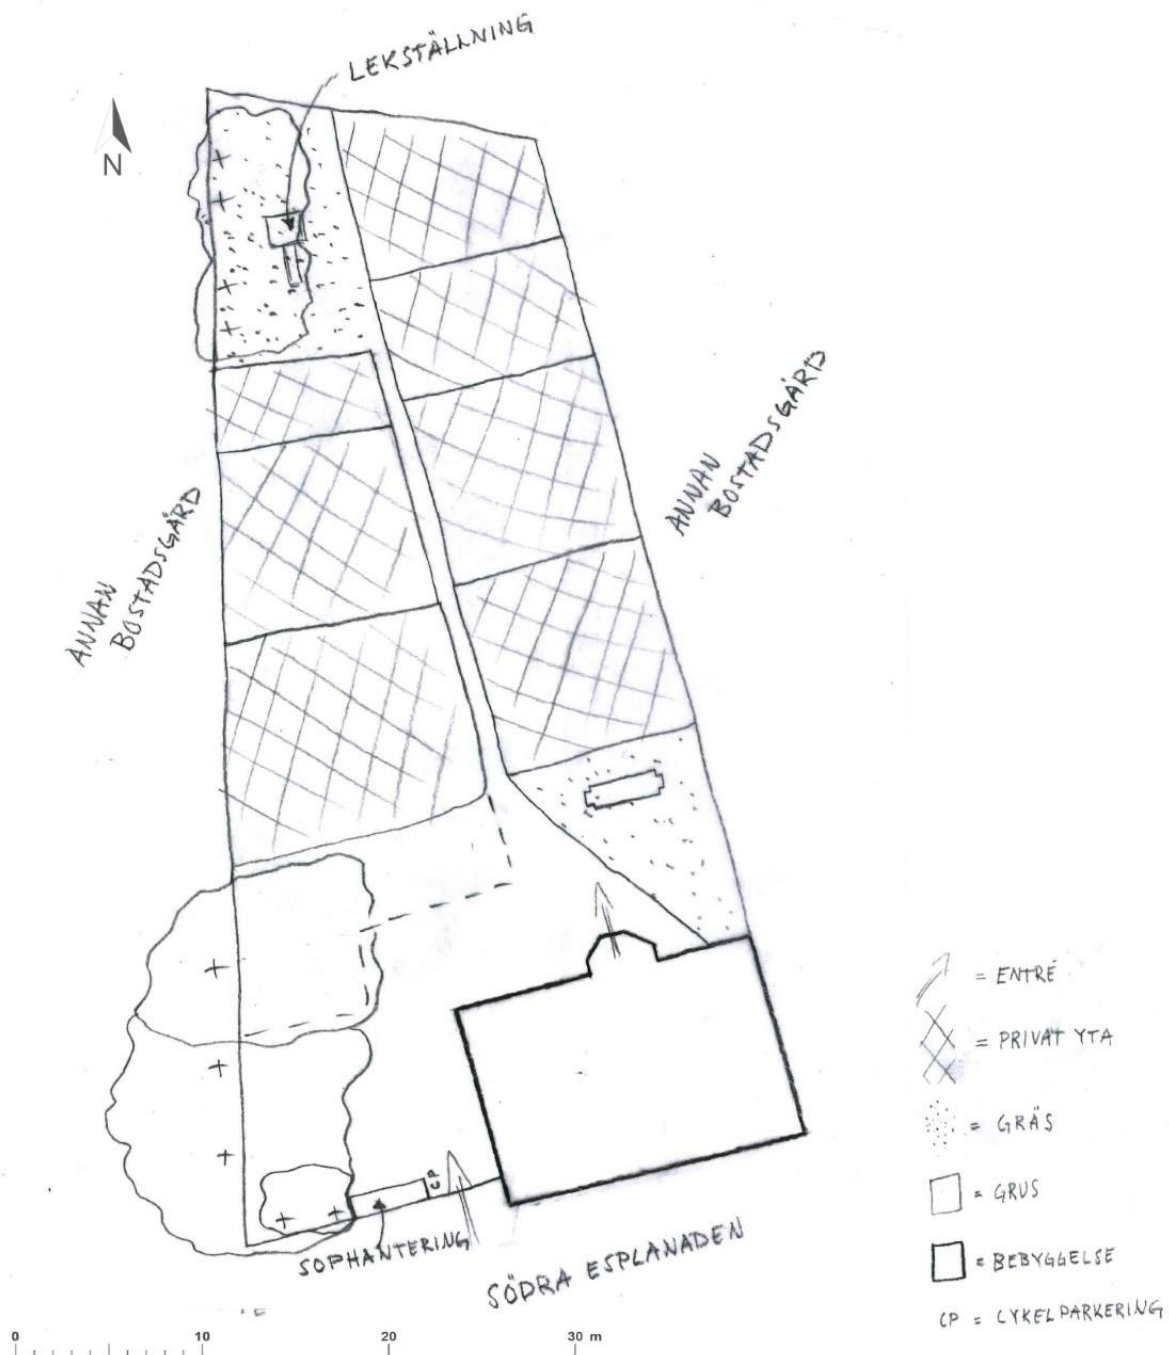 LEKSTÄLLNING
N
ANNAN
BOSTADSGÅRD
ANNAN
BOSTADSGÅRD
CP
SOPHANTERING
SÖDRA ESPLANADEN
= ENTRÉ
= PRIVAT YTA
= GRÄS
= GRUS
= BEBYGGELSE
CP = CYKELPARKERING
0 10 20 30 m